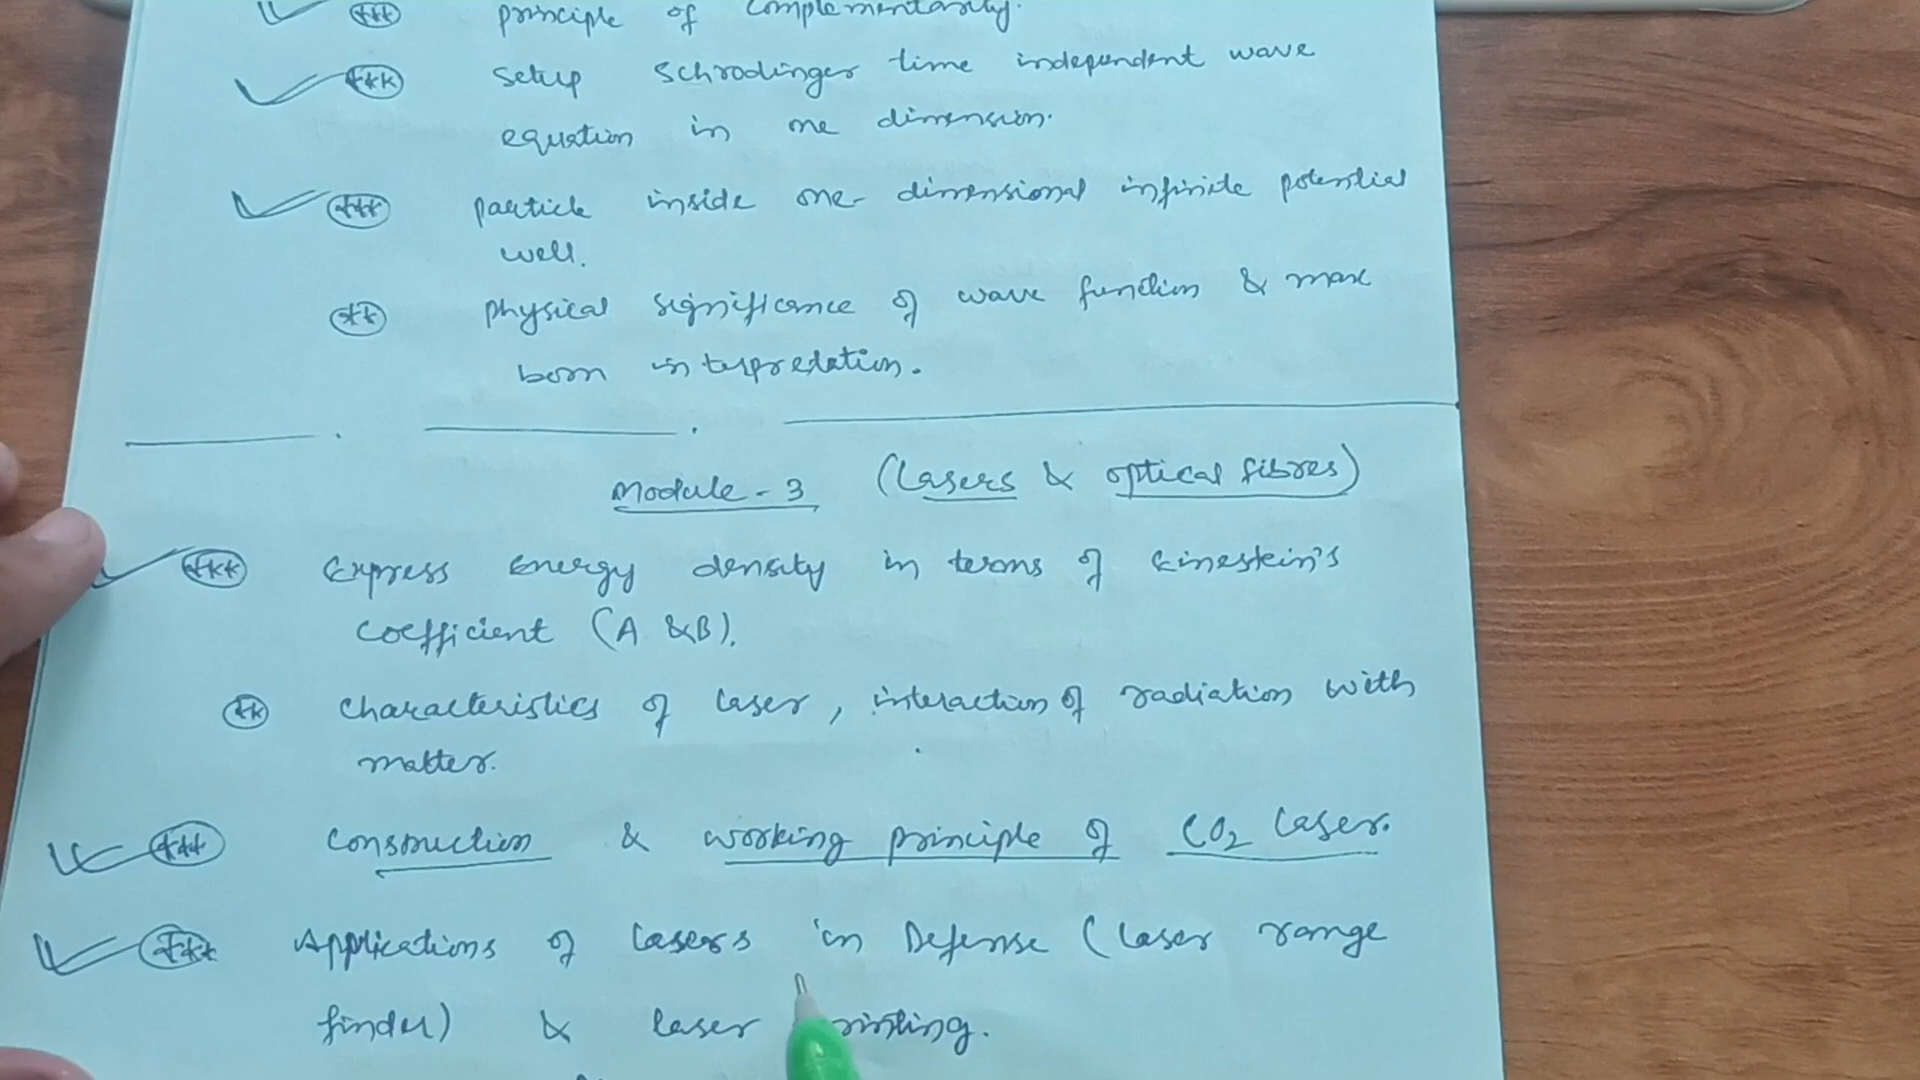 *** principle of complementarity.
*** setup Schrodinger time independent wave
equation in one dimension.
*** particle inside one-dimensional infinite potential
well.
** physical significance of wave function & max
born interpretation.
Module-3 (Lasers & optical fibres)
*** Express Energy density in terms of Einestein's
coefficient (A & B).
** characteristics of laser, interaction of radiation with
matter.
*** Construction & working principle of CO2 laser.
*** Applications of lasers in Defense (laser range
finder) & laser printing.